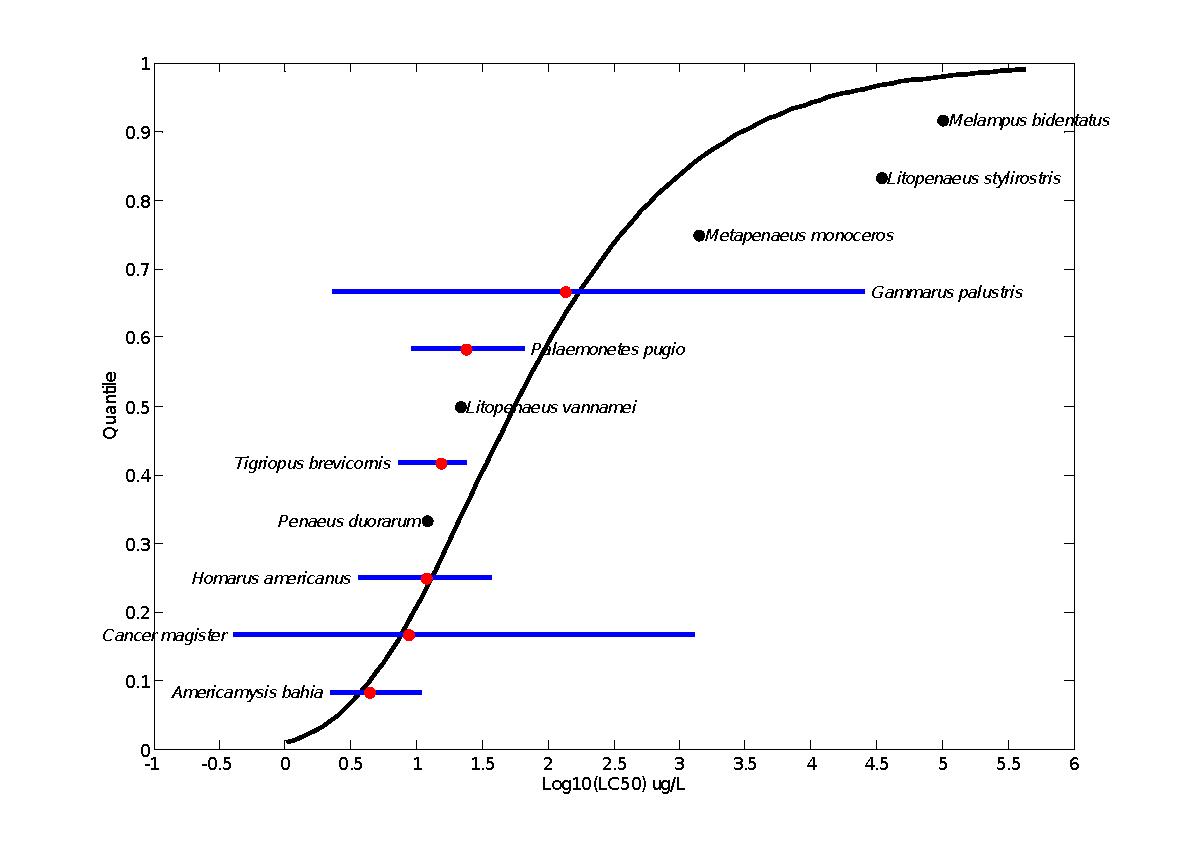 1
Melampus bidentatus
0.9
Litopenaeus stylirostris
0.8
Metapenaeus monoceros
0.7
Gammarus palustris
0.6
Palaemonetes pugio
Quantile
0.5
Litopenaeus vannamei
Tigriopus brevicornis
0.4
Penaeus duorarum
0.3
Homarus americanus
0.2
Cancer magister
0.1
Americamysis bahia
0
-1 -0.5 0 0.5 1 1.5 2 2.5 3 3.5 4 4.5 5 5.5 6
Log10(LC50) ug/L